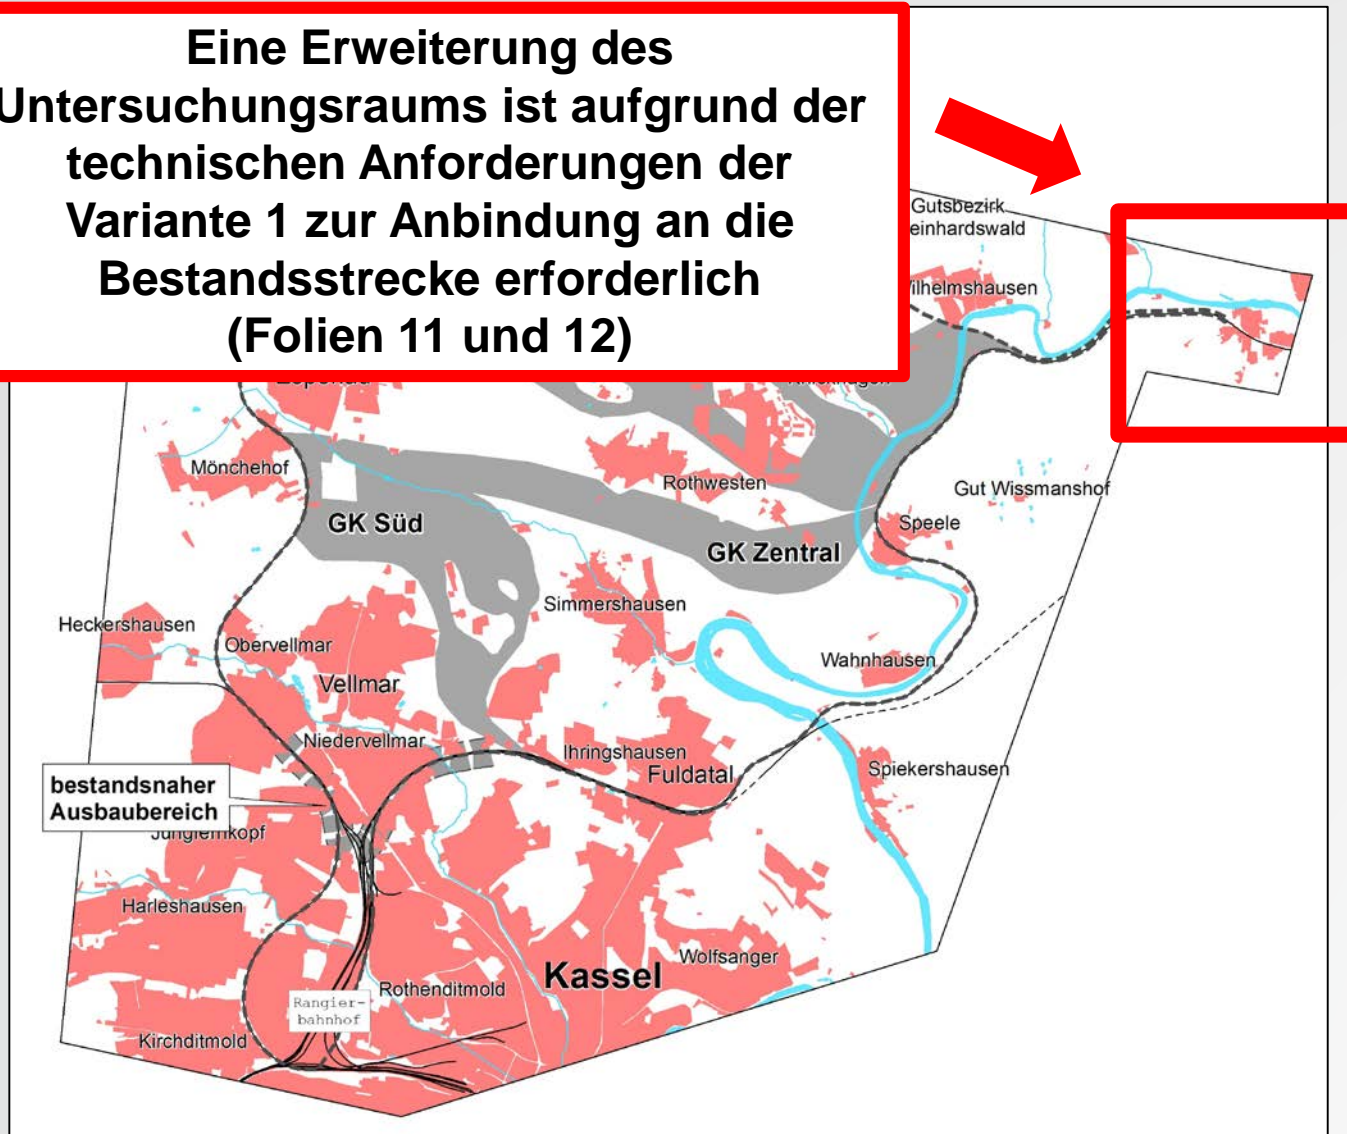 Eine Erweiterung des
Untersuchungsraums ist aufgrund der
technischen Anforderungen der
Variante 1 zur Anbindung an die
Bestandsstrecke erforderlich
(Folien 11 und 12)
Gutsbezirk
einhardswald
ilhelmshausen
Mönchehof
Rothwesten
Gut Wissmanshof
GK Süd
Speele
GK Zentral
Simmershausen
Heckershausen
Obervellmar
Wahnhausen
Vellmar
Niedervellmar
Ihringshausen
Fuldatal
Spiekershausen
bestandsnaher
Ausbaubereich
Jungfernkopf
Harleshausen
Wolfsanger
Kassel
Rothenditmold
Rangier-
bahnhof
Kirchditmold